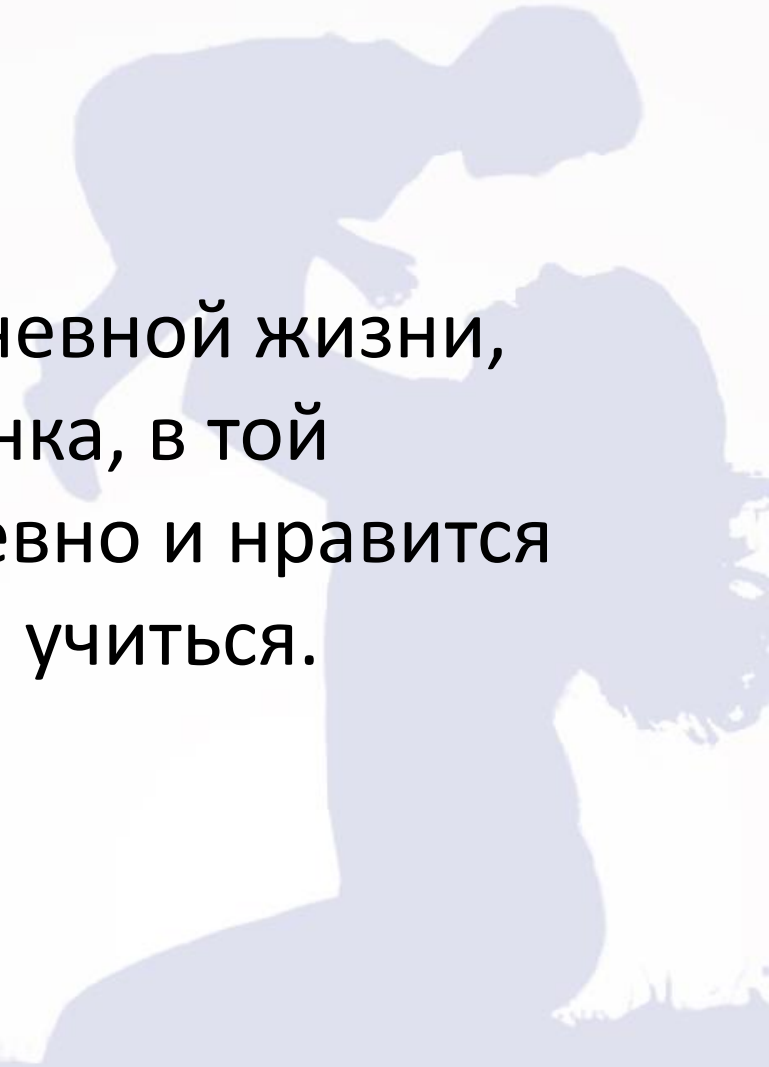 невной жизни,
нка, в той
евно и нравится
учиться.